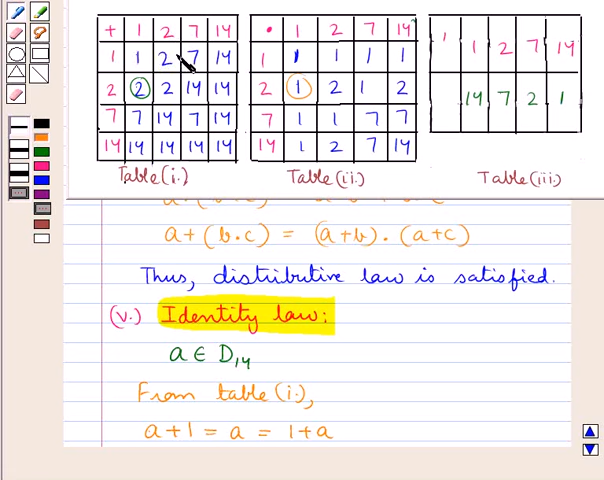 + 1 2 7 14
1 1 2 7 14
2 2 2 14 14
7 7 14 7 14
14 14 14 14 14
Table(i.)
• 1 2 7 14
1 1 1 1 1
2 1 2 1 2
7 1 1 7 7
14 1 2 7 14
Table(ii.)
' 1 2 7 14
14 7 2 1
Table(iii.)
a+(b.c) = (a+b).(a+c)
Thus, distributive law is satisfied.
(v.) Identity law:
a ∈ D₁₄
From table(i.),
a+1 = a = 1+a